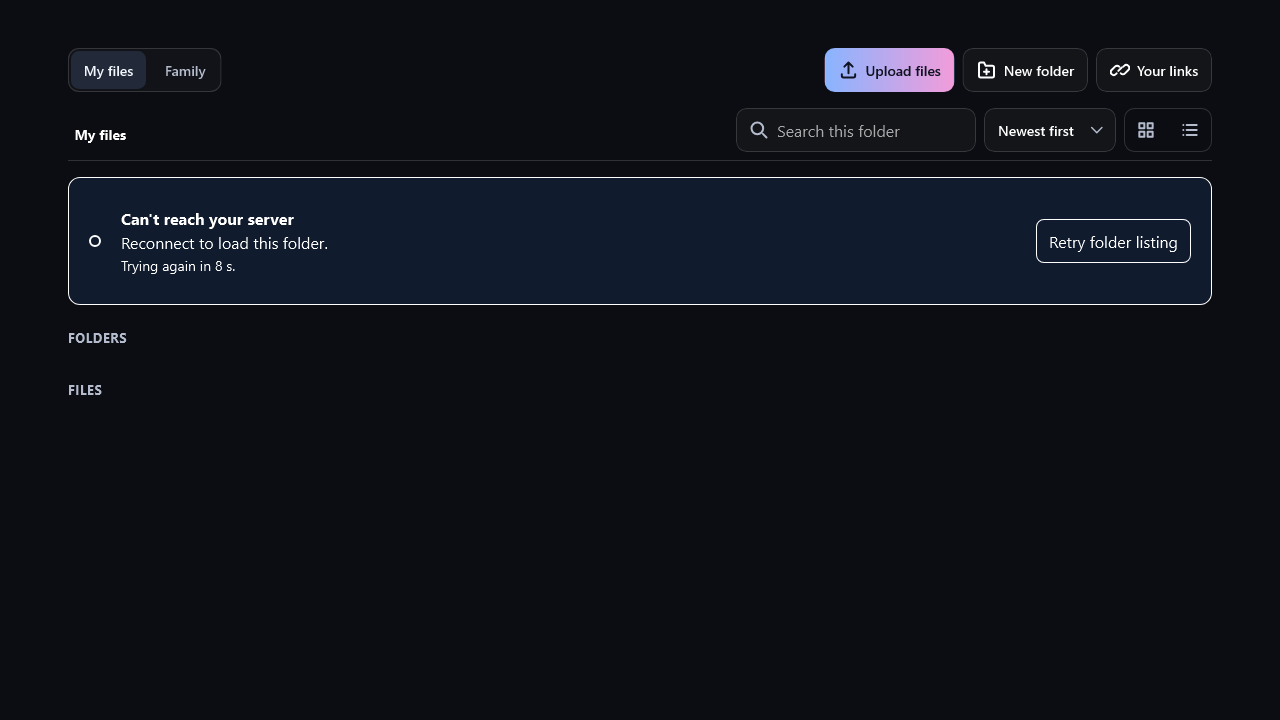 My files
Family
Upload files
New folder
Your links
My files
Search this folder
Newest first
Can't reach your server
Reconnect to load this folder.
Trying again in 8 s.
Retry folder listing
FOLDERS
FILES